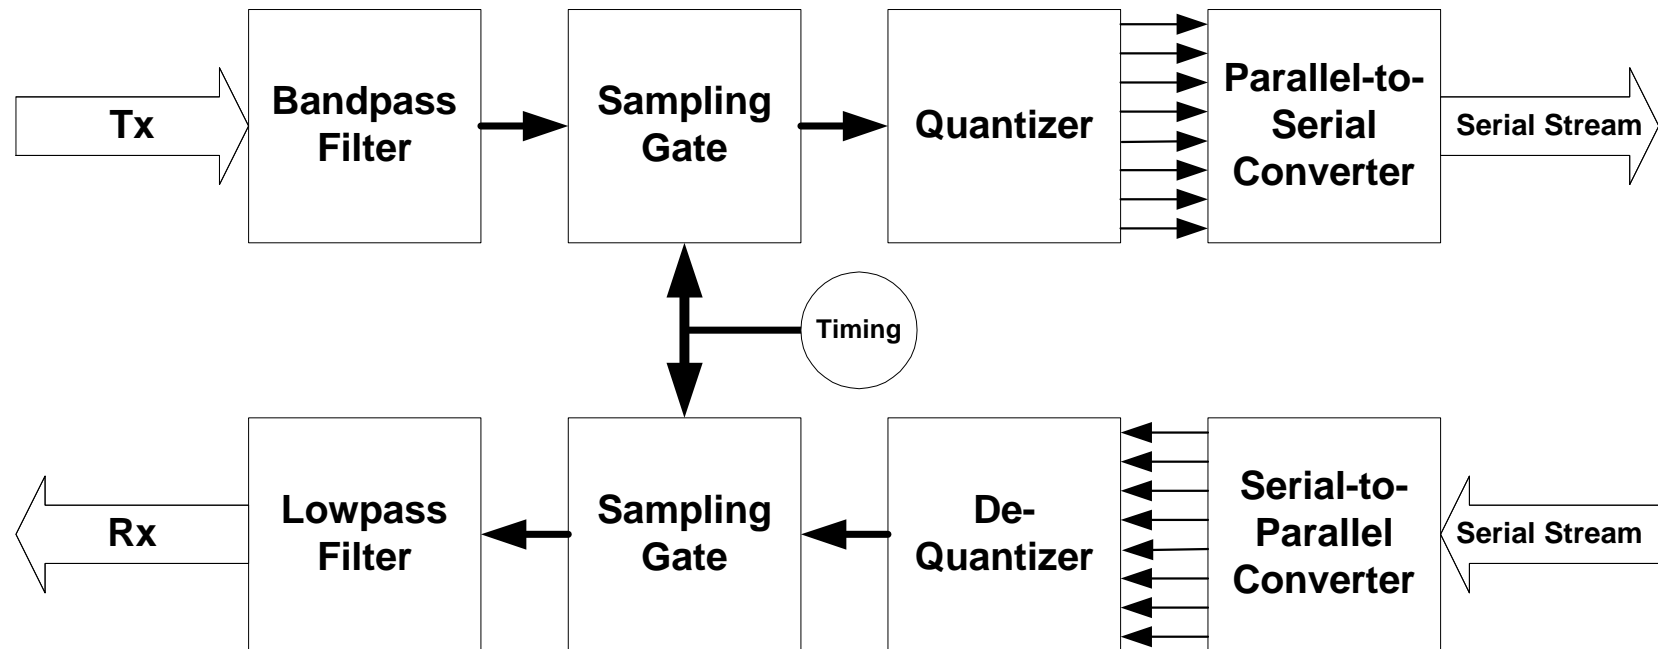 Tx
Bandpass
Filter
Sampling
Gate
Quantizer
Parallel-to-
Serial
Converter
Serial Stream
Timing
Rx
Lowpass
Filter
Sampling
Gate
De-
Quantizer
Serial-to-
Parallel
Converter
Serial Stream